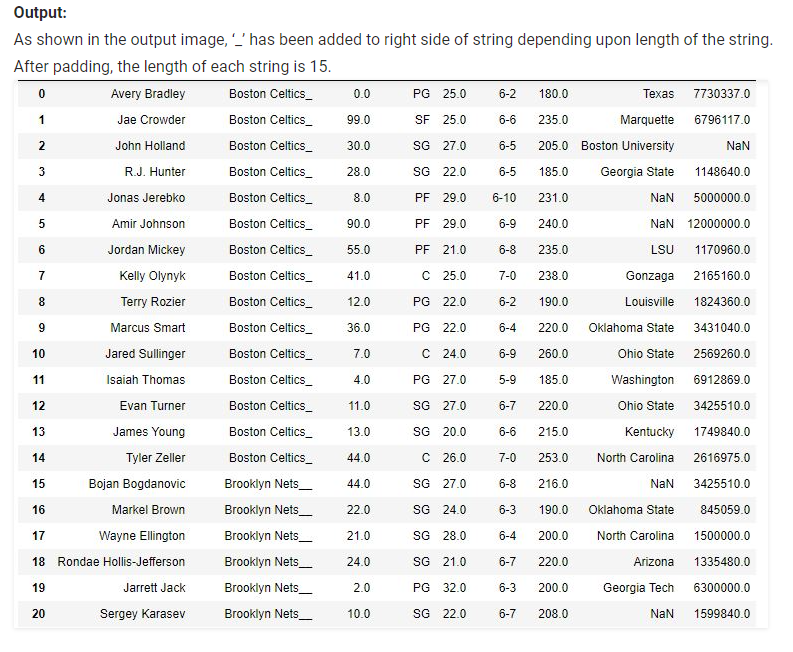 Output:
As shown in the output image, ‘_’ has been added to right side of string depending upon length of the string.
After padding, the length of each string is 15.
0 Avery Bradley Boston Celtics_ 0.0 PG 25.0 6-2 180.0 Texas 7730337.0
1 Jae Crowder Boston Celtics_ 99.0 SF 25.0 6-6 235.0 Marquette 6796117.0
2 John Holland Boston Celtics_ 30.0 SG 27.0 6-5 205.0 Boston University NaN
3 R.J. Hunter Boston Celtics_ 28.0 SG 22.0 6-5 185.0 Georgia State 1148640.0
4 Jonas Jerebko Boston Celtics_ 8.0 PF 29.0 6-10 231.0 NaN 5000000.0
5 Amir Johnson Boston Celtics_ 90.0 PF 29.0 6-9 240.0 NaN 12000000.0
6 Jordan Mickey Boston Celtics_ 55.0 PF 21.0 6-8 235.0 LSU 1170960.0
7 Kelly Olynyk Boston Celtics_ 41.0 C 25.0 7-0 238.0 Gonzaga 2165160.0
8 Terry Rozier Boston Celtics_ 12.0 PG 22.0 6-2 190.0 Louisville 1824360.0
9 Marcus Smart Boston Celtics_ 36.0 PG 22.0 6-4 220.0 Oklahoma State 3431040.0
10 Jared Sullinger Boston Celtics_ 7.0 C 24.0 6-9 260.0 Ohio State 2569260.0
11 Isaiah Thomas Boston Celtics_ 4.0 PG 27.0 5-9 185.0 Washington 6912869.0
12 Evan Turner Boston Celtics_ 11.0 SG 27.0 6-7 220.0 Ohio State 3425510.0
13 James Young Boston Celtics_ 13.0 SG 20.0 6-6 215.0 Kentucky 1749840.0
14 Tyler Zeller Boston Celtics_ 44.0 C 26.0 7-0 253.0 North Carolina 2616975.0
15 Bojan Bogdanovic Brooklyn Nets__ 44.0 SG 27.0 6-8 216.0 NaN 3425510.0
16 Markel Brown Brooklyn Nets__ 22.0 SG 24.0 6-3 190.0 Oklahoma State 845059.0
17 Wayne Ellington Brooklyn Nets__ 21.0 SG 28.0 6-4 200.0 North Carolina 1500000.0
18 Rondae Hollis-Jefferson Brooklyn Nets__ 24.0 SG 21.0 6-7 220.0 Arizona 1335480.0
19 Jarrett Jack Brooklyn Nets__ 2.0 PG 32.0 6-3 200.0 Georgia Tech 6300000.0
20 Sergey Karasev Brooklyn Nets__ 10.0 SG 22.0 6-7 208.0 NaN 1599840.0